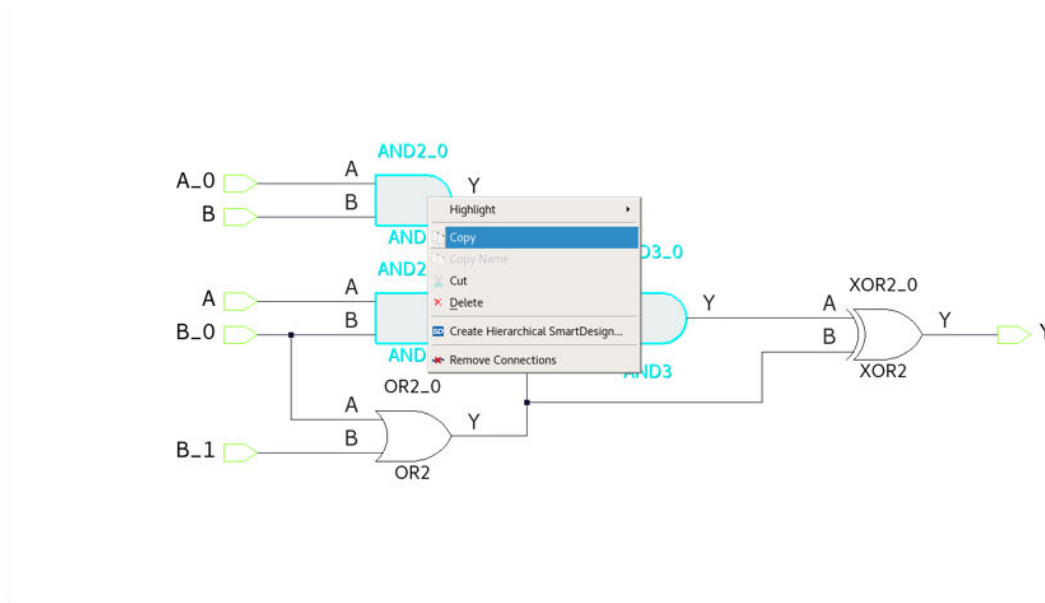 AND2_0
A_0 A Y
B B
AND
Highlight
Copy
Copy Name
Cut
Delete
Create Hierarchical SmartDesign...
Remove Connections
AND2
D3_0
A A
B_0 B
AND
Y
AND3
XOR2_0
A
B
Y
XOR2
Y
OR2_0
A
B
Y
B_1
OR2